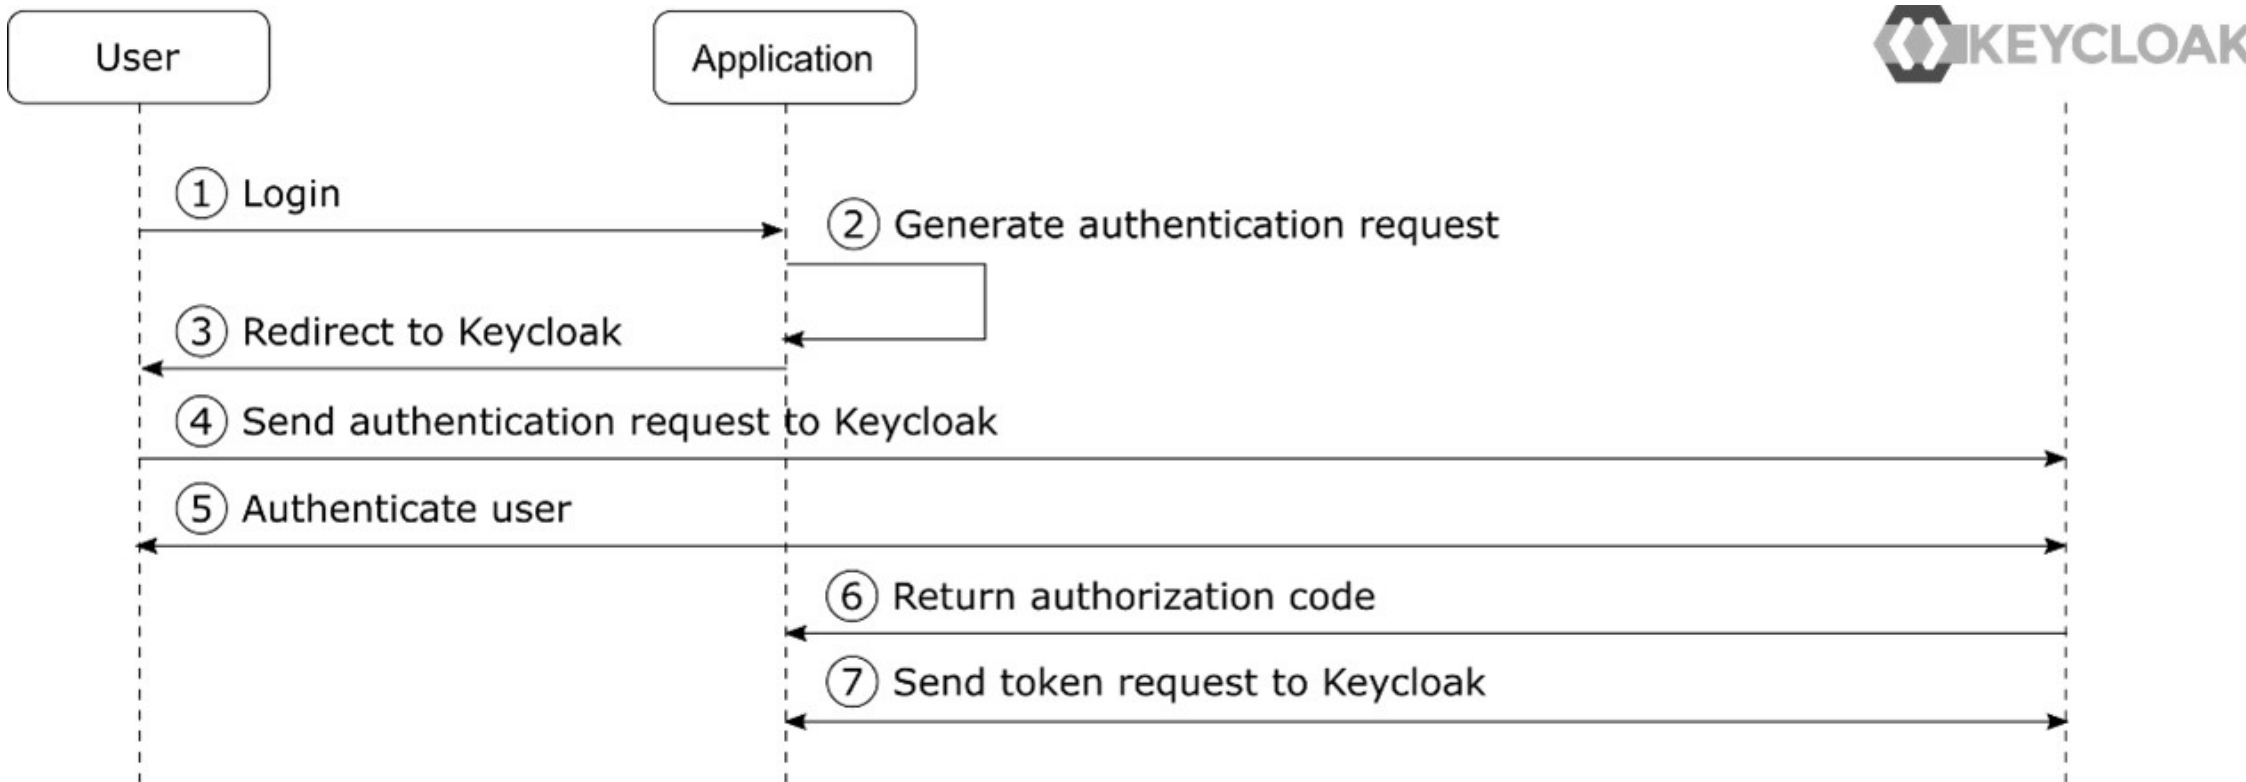 User
Application
KEYCLOAK
1 Login
2 Generate authentication request
3 Redirect to Keycloak
4 Send authentication request to Keycloak
5 Authenticate user
6 Return authorization code
7 Send token request to Keycloak